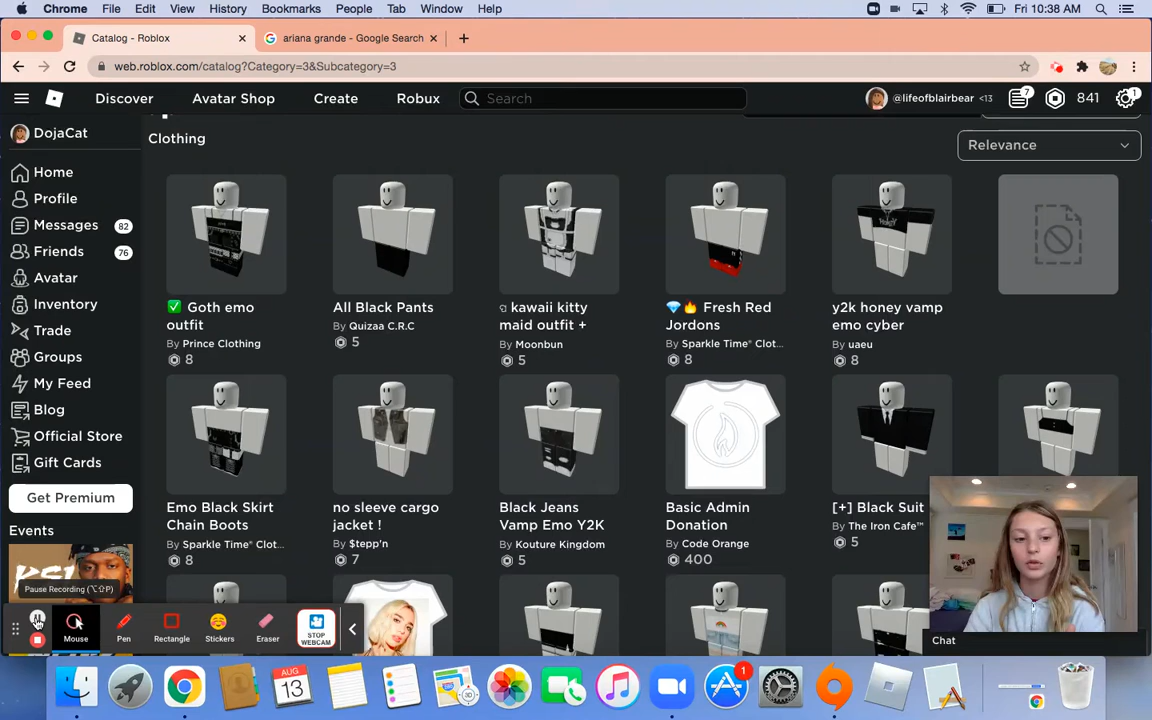 Chrome File Edit View History Bookmarks People Tab Window Help Fri 10:38 AM
Catalog - Roblox ariana grande - Google Search
web.roblox.com/catalog?Category=3&Subcategory=3
Discover Avatar Shop Create Robux Search @lifeofblairbear <13 7 841 1
DojaCat
Home
Profile
Messages 82
Friends 76
Avatar
Inventory
Trade
Groups
My Feed
Blog
Official Store
Gift Cards
Get Premium
Events
Pause Recording (⌥⇧P)
Clothing
Relevance
✅ Goth emo
outfit
By Prince Clothing
8
All Black Pants
By Quizaa C.R.C
5
kawaii kitty
maid outfit +
By Moonbun
5
💎🔥 Fresh Red
Jordons
By Sparkle Time® Clot...
8
y2k honey vamp
emo cyber
By uaeu
8
Emo Black Skirt
Chain Boots
By Sparkle Time® Clot...
8
no sleeve cargo
jacket !
By $tepp'n
7
Black Jeans
Vamp Emo Y2K
By Kouture Kingdom
5
Basic Admin
Donation
By Code Orange
400
[+] Black Suit
By The Iron Cafe™
5
Mouse Pen Rectangle Stickers Eraser STOP
WEBCAM
Chat
AUG
13
3D
1